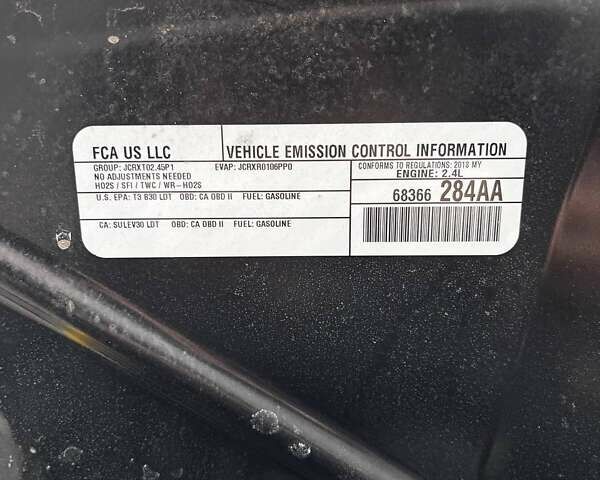 FCA US LLC
VEHICLE EMISSION CONTROL INFORMATION
GROUP: JCRXT02.45P1 EVAP: JCRXR0106PP0
NO ADJUSTMENTS NEEDED
HO2S / SFI / TWC / WR-HO2S
CONFORMS TO REGULATIONS: 2018 MY
ENGINE: 2.4L
U.S. EPA: T3 B30 LDT OBD: CA OBD II FUEL: GASOLINE
68366 284AA
CA: SULEV30 LDT OBD: CA OBD II FUEL: GASOLINE